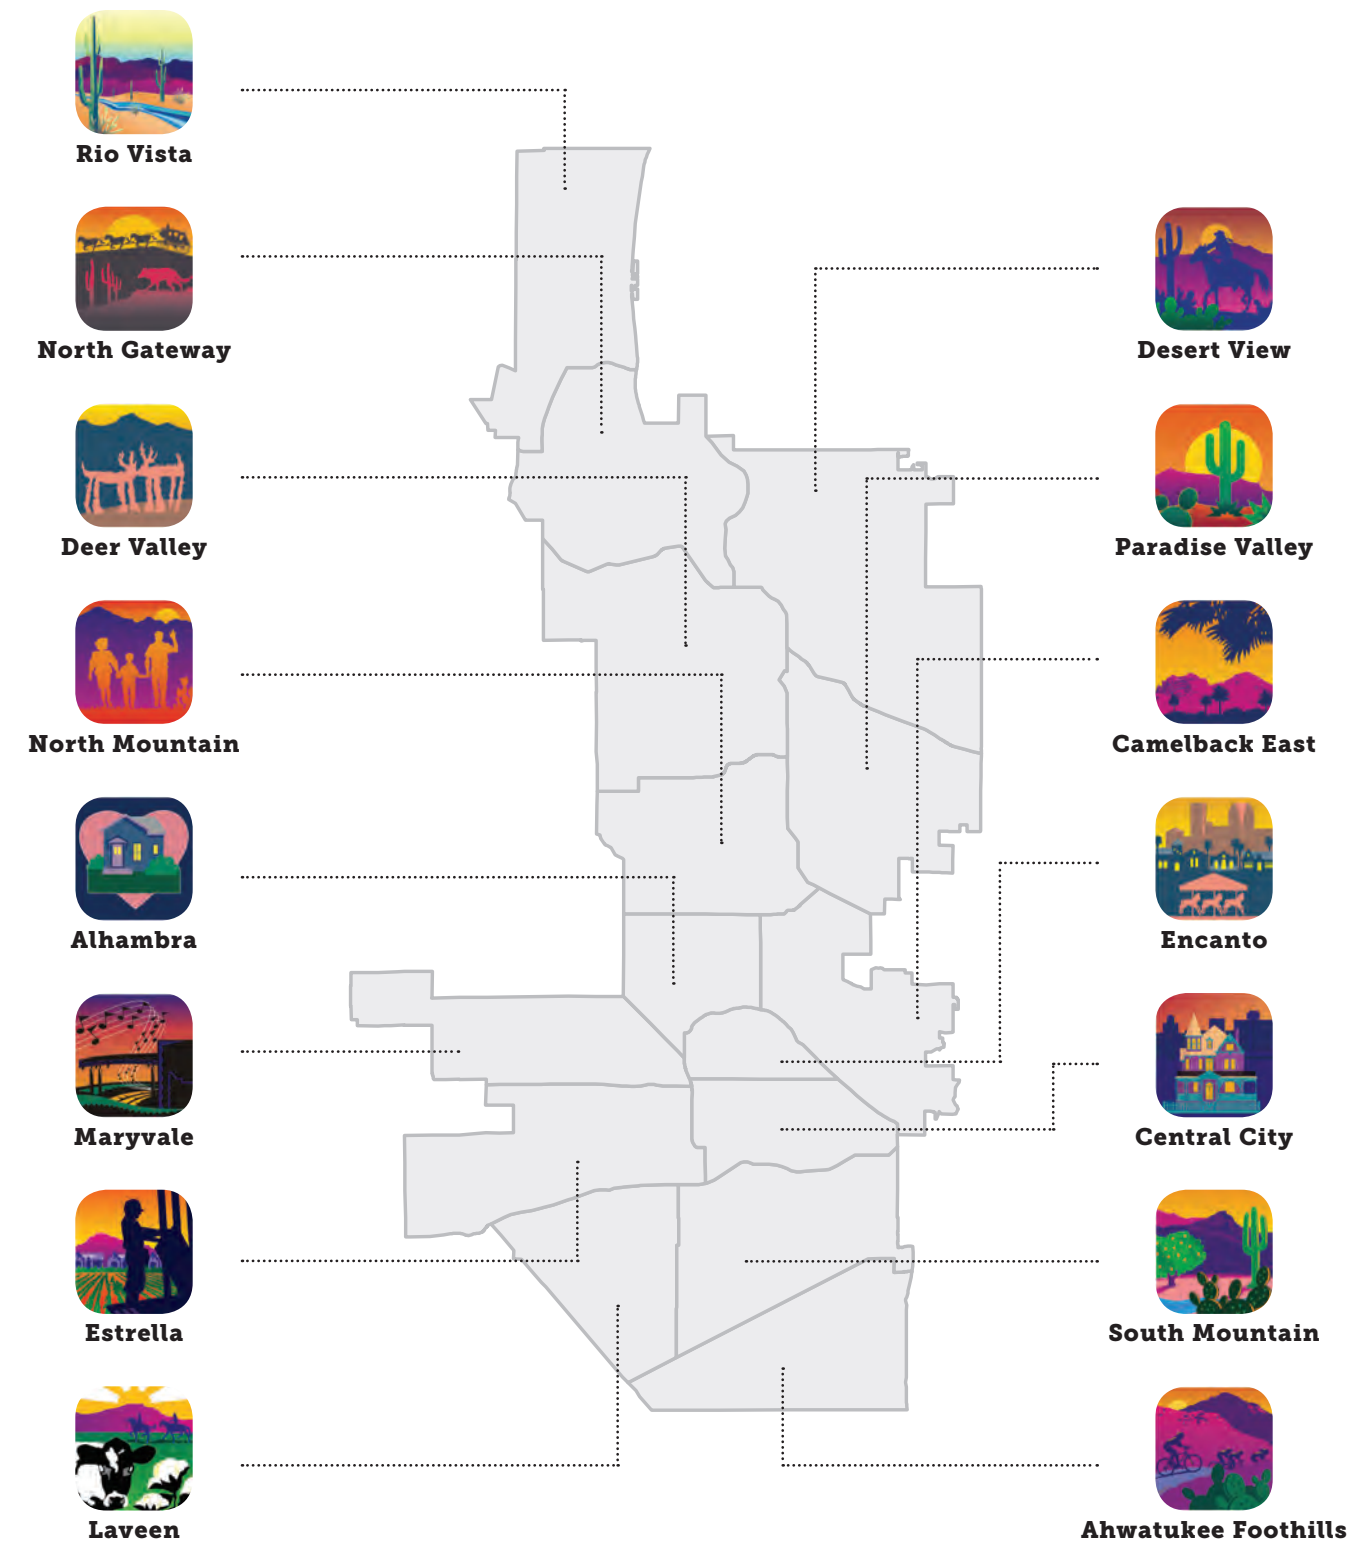 Rio Vista
North Gateway
Deer Valley
North Mountain
Alhambra
Maryvale
Estrella
Laveen
Desert View
Paradise Valley
Camelback East
Encanto
Central City
South Mountain
Ahwatukee Foothills